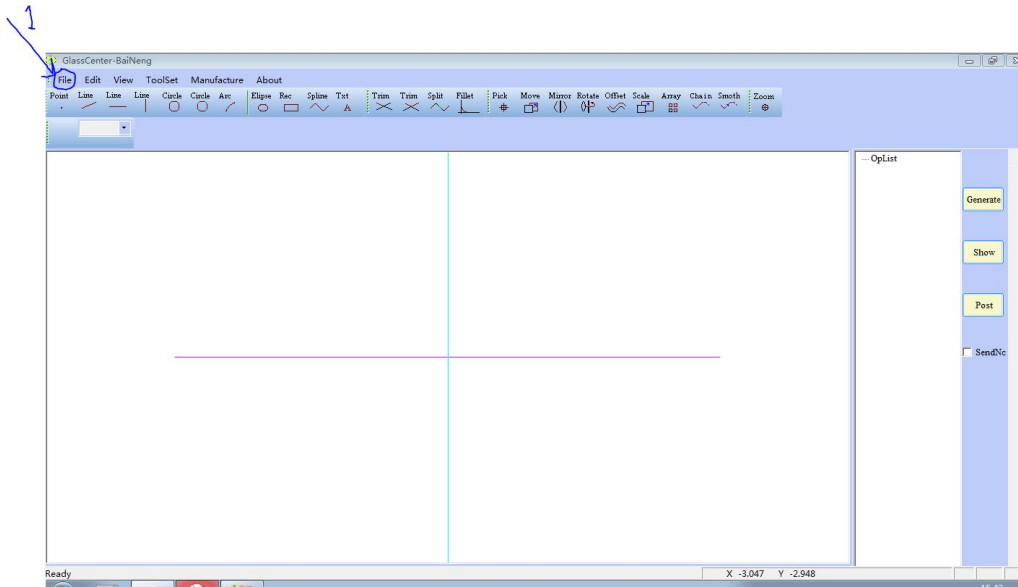 1
GlassCenter-BaiNeng
File Edit View ToolSet Manufacture About
Point Line Line Line Circle Circle Arc Elipse Rec Spline Txt Trim Trim Split Fillet Pick Move Mirror Rotate Offset Scale Array Chain Smoth Zoom
OpList
Generate
Show
Post
SendNc
Ready X -3.047 Y -2.948